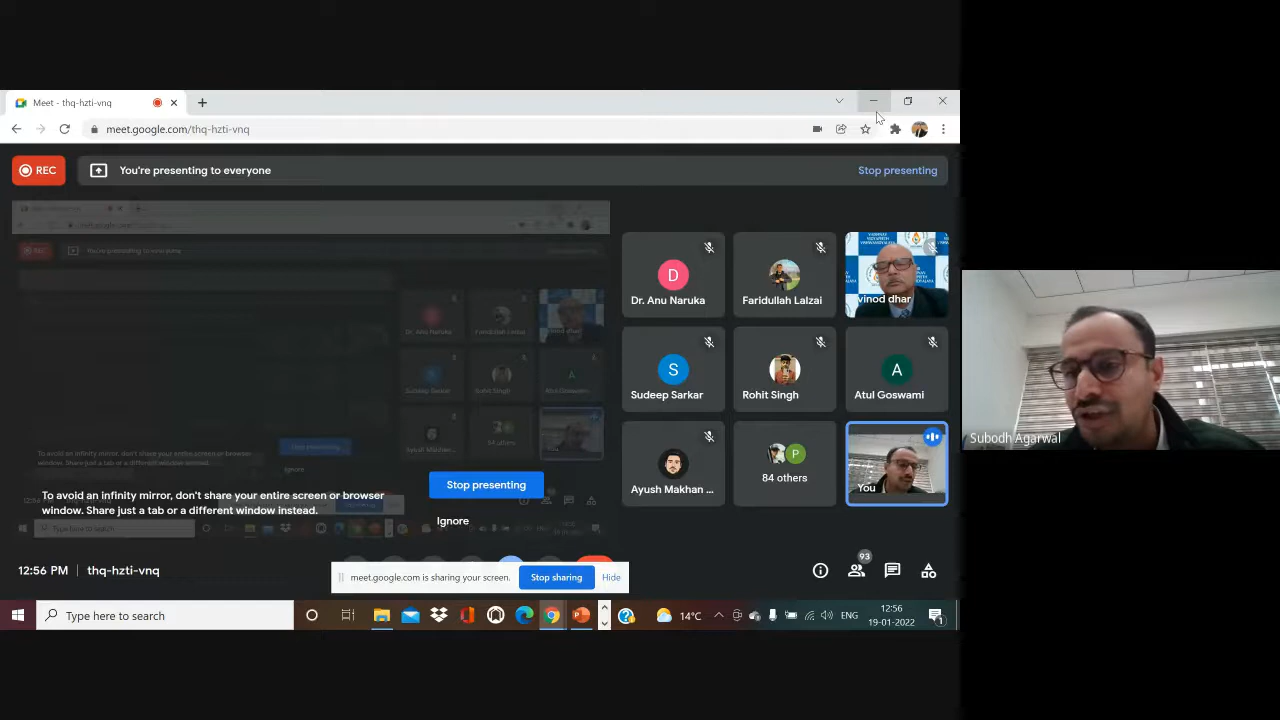 Meet - thq-hzti-vnq
meet.google.com/thq-hzti-vnq
REC
You're presenting to everyone
Stop presenting
Dr. Anu Naruka
Faridullah Lalzai
vinod dhar
S
Sudeep Sarkar
Rohit Singh
A
Atul Goswami
D
Ayush Makhan ...
P
84 others
You
Subodh Agarwal
To avoid an infinity mirror, don't share your entire screen or browser
window. Share just a tab or a different window instead.
Stop presenting
Ignore
12:56 PM
thq-hzti-vnq
meet.google.com is sharing your screen.
Stop sharing
Hide
93
Type here to search
14°C
ENG
12:56
19-01-2022
1